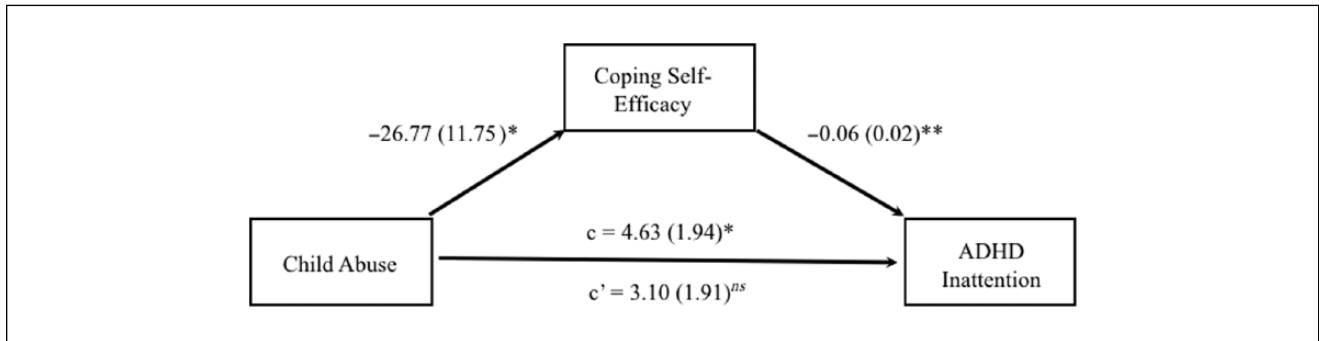 Coping Self-
Efficacy
−26.77 (11.75)*
−0.06 (0.02)**
c = 4.63 (1.94)*
Child Abuse
ADHD
Inattention
c’ = 3.10 (1.91)ns